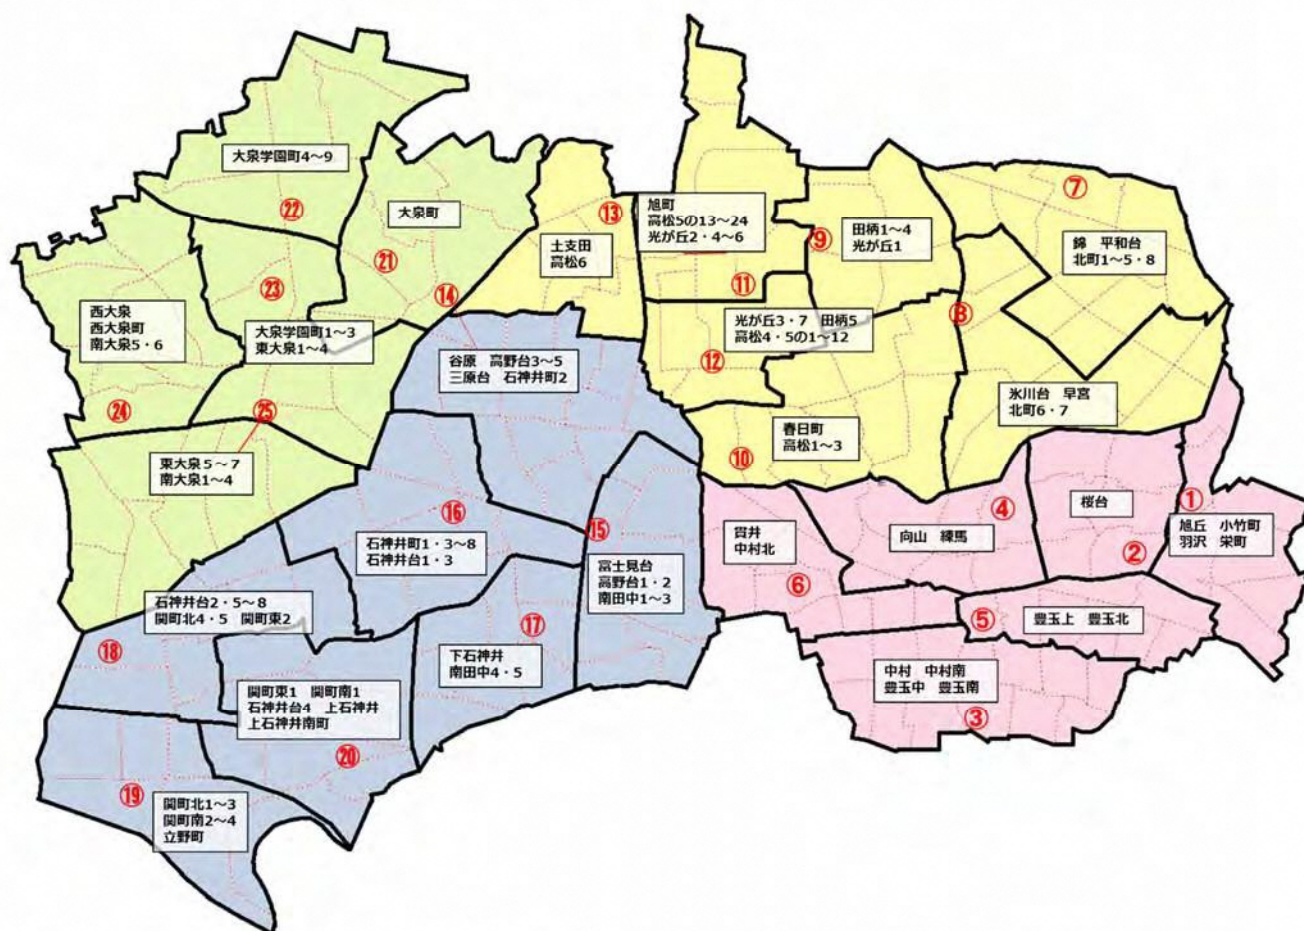 ⑦
大泉学園町4～9
㉒
大泉町
㉑
⑬
土支田
高松6
旭町
高松5の13～24
光が丘2・4～6
⑪
⑨
田柄1～4
光が丘1
錦　平和台
北町1～5・8
西大泉
西大泉町
南大泉5・6
㉔
㉓
大泉学園町1～3
東大泉1～4
⑭
谷原　高野台3～5
三原台　石神井町2
光が丘3・7　田柄5
高松4・5の1～12
⑫
⑧
氷川台　早宮
北町6・7
㉕
東大泉5～7
南大泉1～4
春日町
高松1～3
⑩
⑯
石神井町1・3～8
石神井台1・3
⑮
富士見台
高野台1・2
南田中1～3
貫井
中村北
⑥
④
向山　練馬
桜台
②
①
旭丘　小竹町
羽沢　栄町
石神井台2・5～8
関町北4・5　関町東2
⑱
⑰
下石神井
南田中4・5
⑤
豊玉上　豊玉北
関町東1　関町南1
石神井台4　上石神井
上石神井南町
⑳
中村　中村南
豊玉中　豊玉南
③
⑲
関町北1～3
関町南2～4
立野町